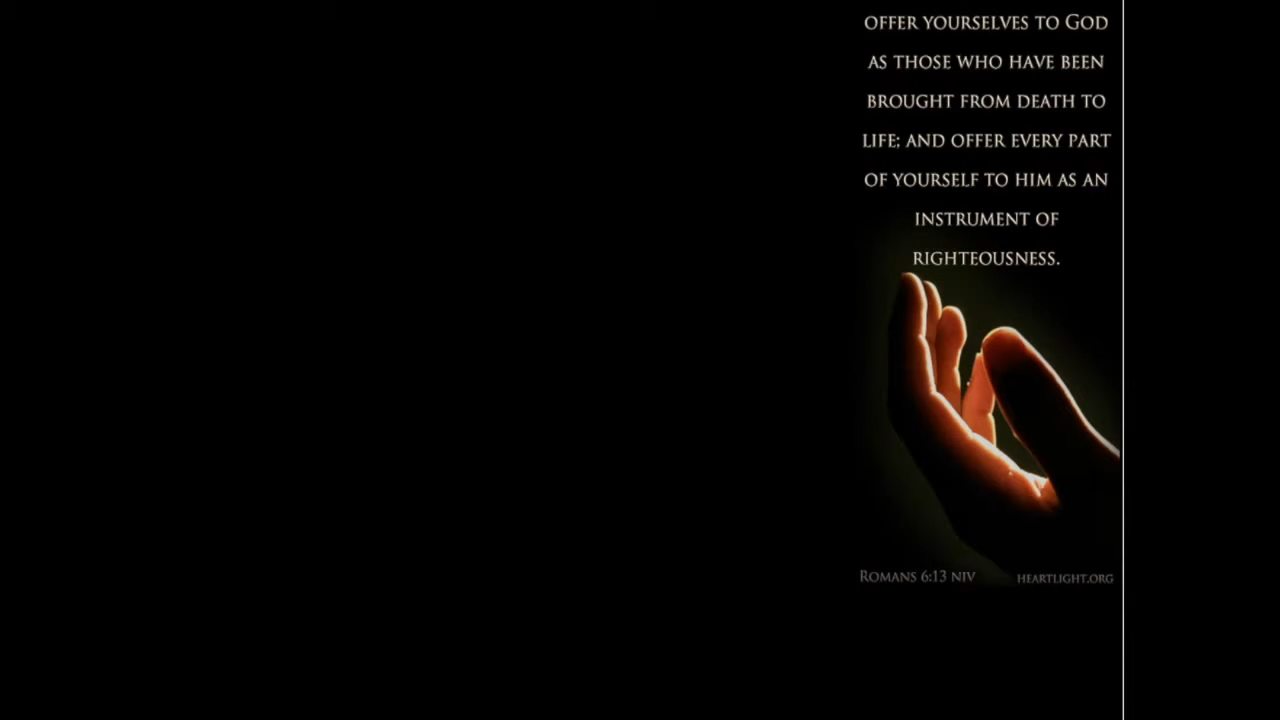 OFFER YOURSELVES TO GOD
AS THOSE WHO HAVE BEEN
BROUGHT FROM DEATH TO
LIFE; AND OFFER EVERY PART
OF YOURSELF TO HIM AS AN
INSTRUMENT OF
RIGHTEOUSNESS.
ROMANS 6:13 NIV
HEARTLIGHT.ORG